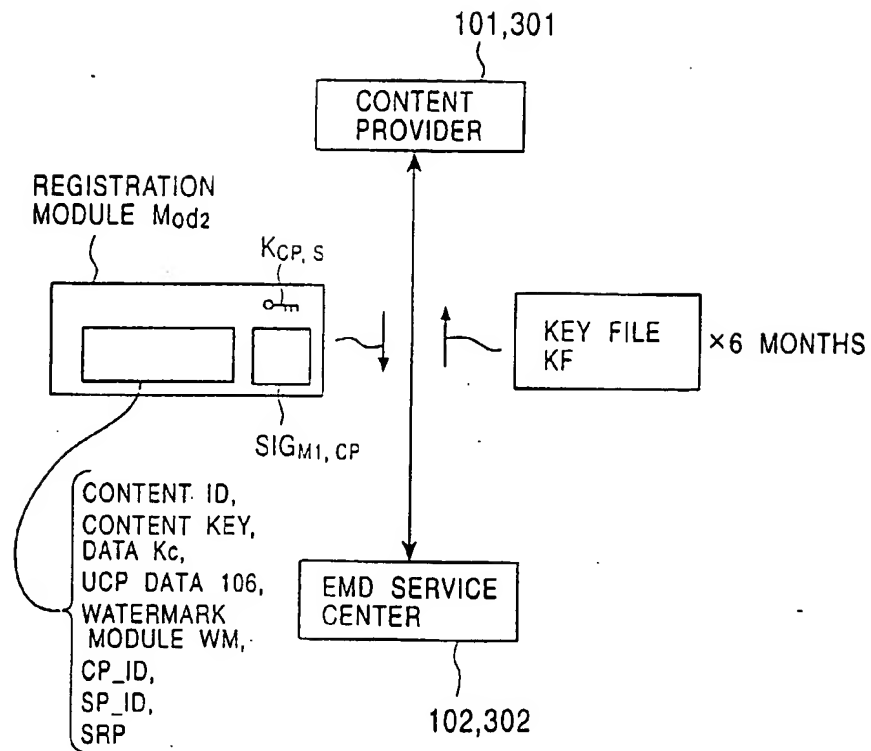 101,301
CONTENT
PROVIDER
REGISTRATION
MODULE Mod2
KCP, S
KEY FILE
KF
×6 MONTHS
SIGM1, CP
CONTENT ID,
CONTENT KEY,
DATA Kc,
UCP DATA 106,
WATERMARK
MODULE WM,
CP_ID,
SP_ID,
SRP
EMD SERVICE
CENTER
102,302